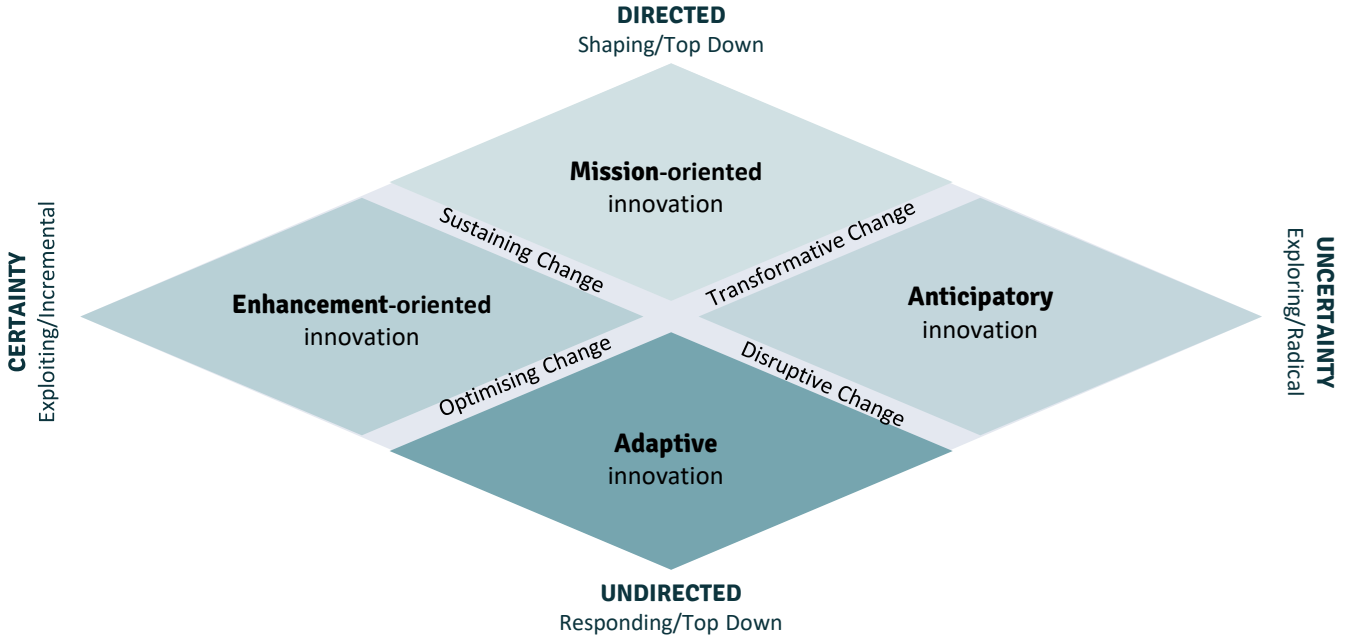 DIRECTED
Shaping/Top Down
Mission-oriented
innovation
Sustaining Change
Transformative Change
CERTAINTY
Exploiting/Incremental
Enhancement-oriented
innovation
Anticipatory
innovation
UNCERTAINTY
Exploring/Radical
Optimising Change
Disruptive Change
Adaptive
innovation
UNDIRECTED
Responding/Top Down